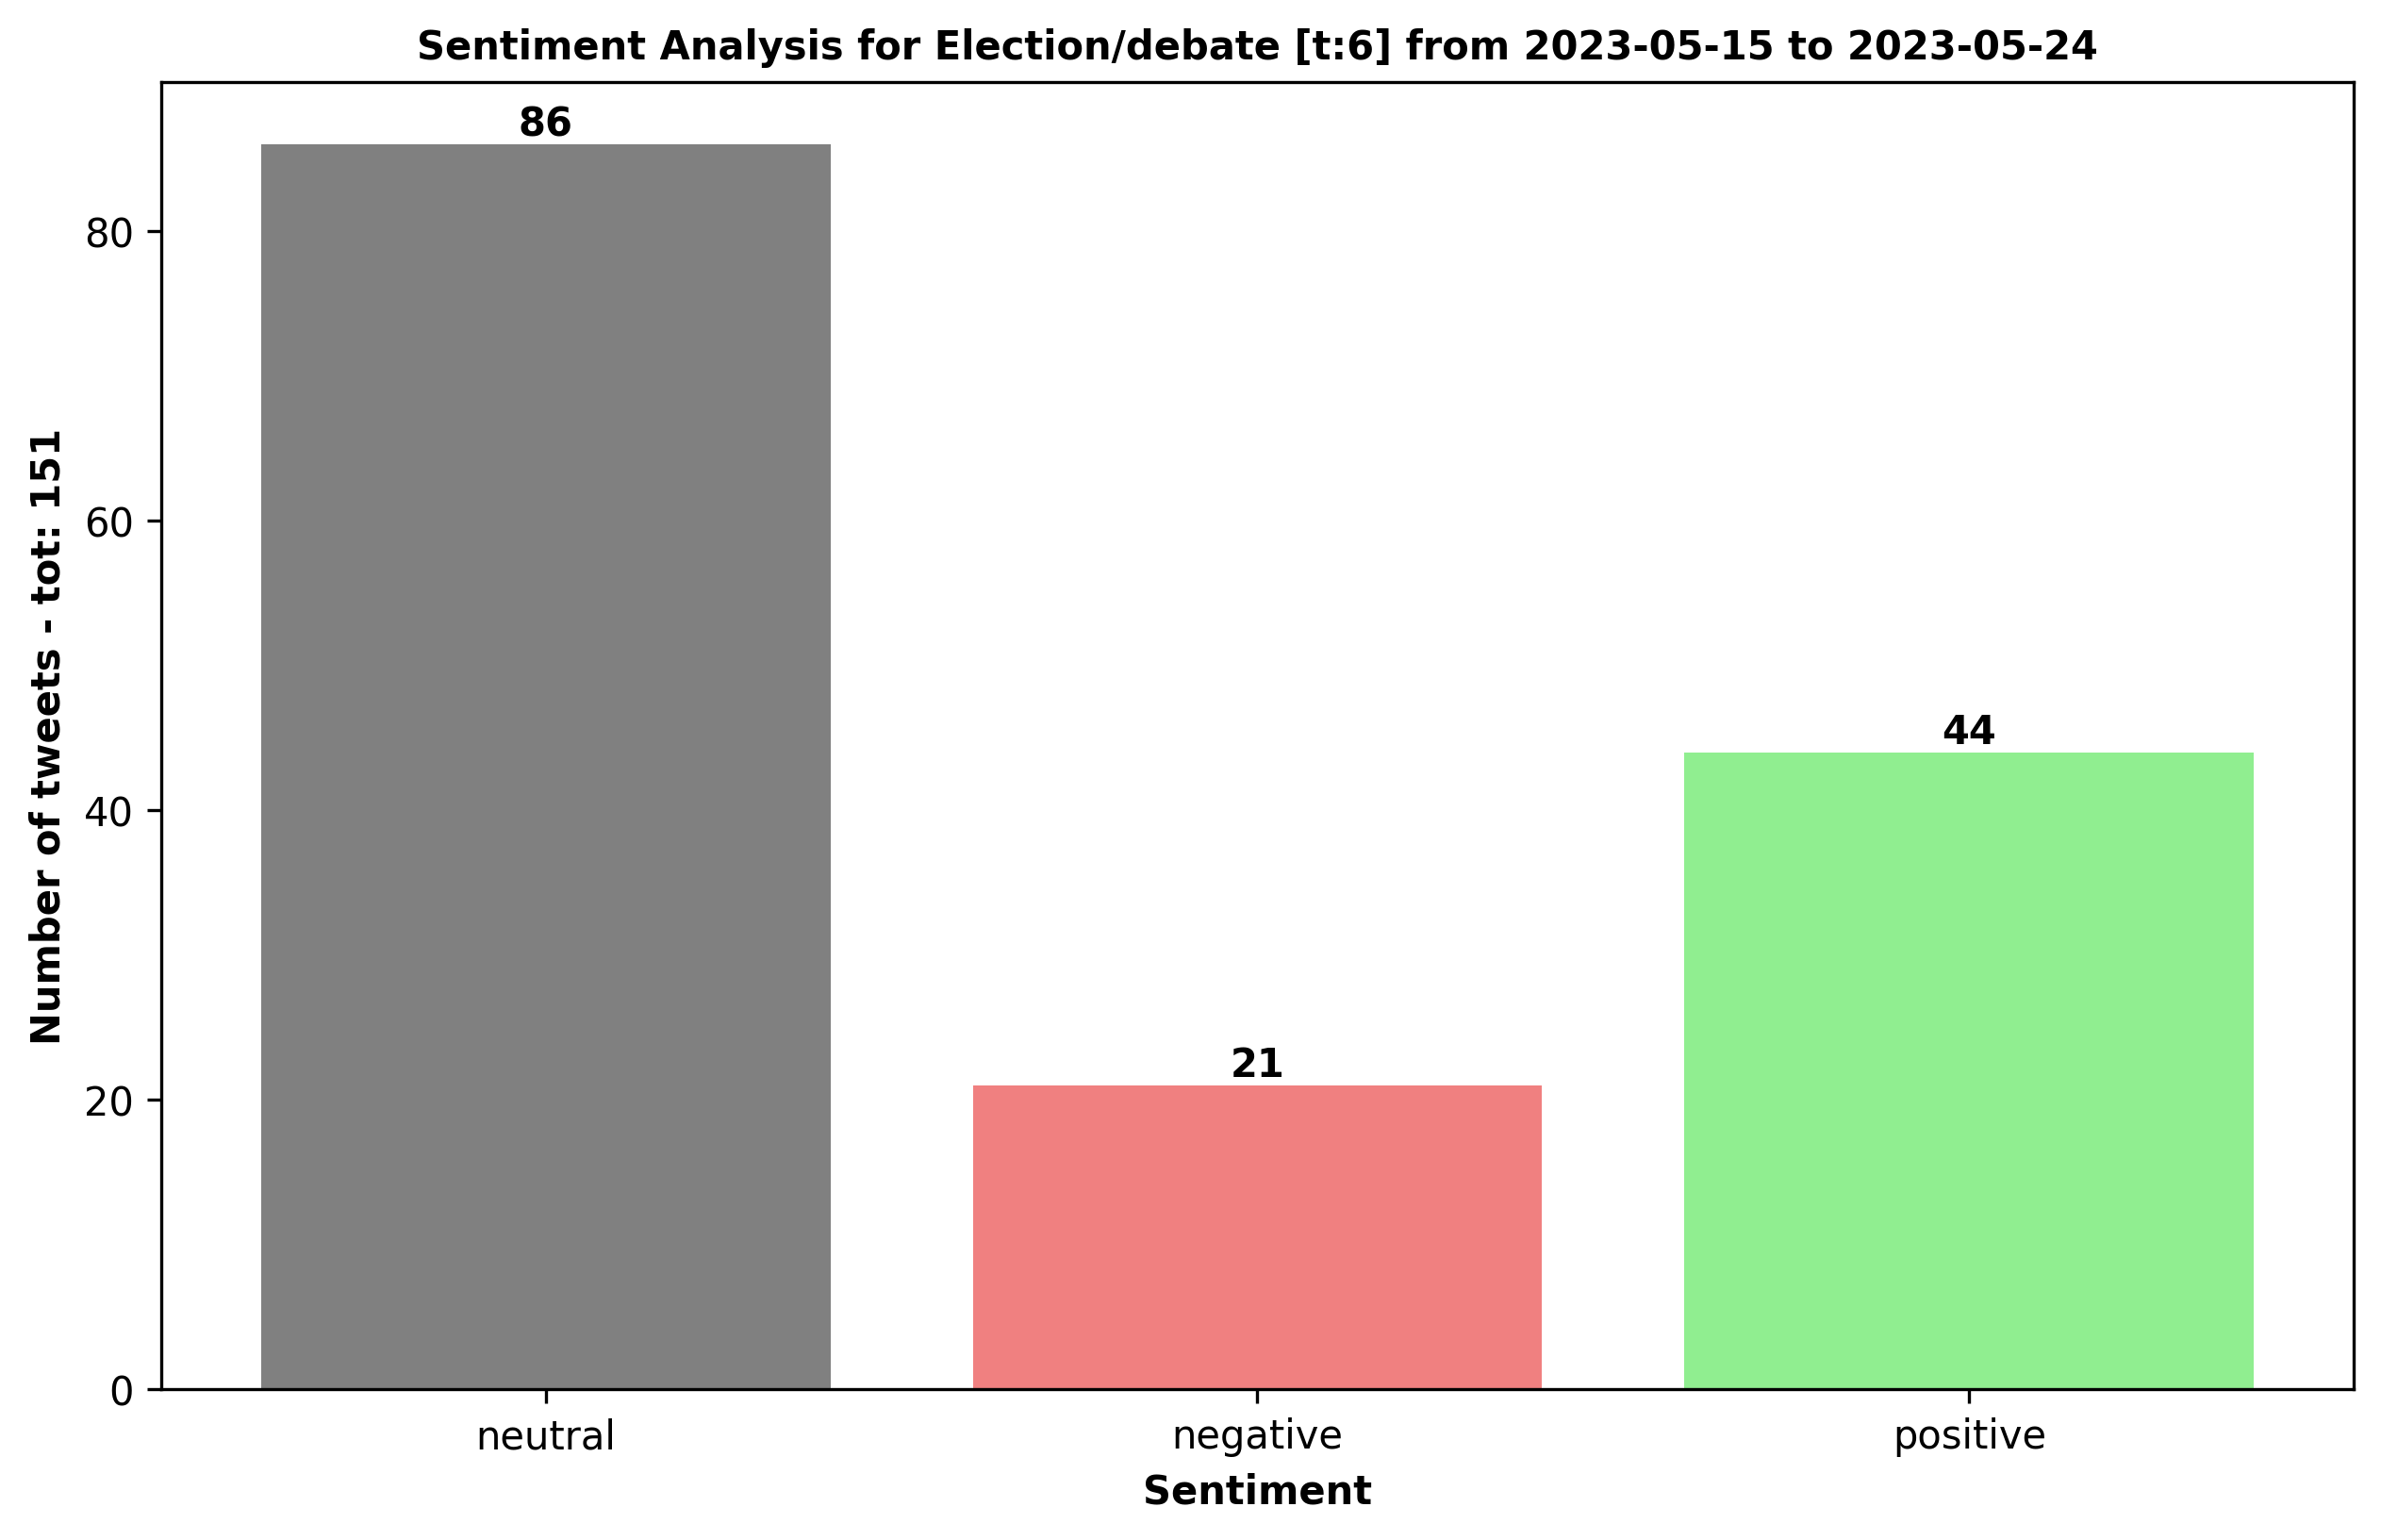 Sentiment Analysis for Election/debate [t:6] from 2023-05-15 to 2023-05-24
Number of tweets - tot: 151
80
60
40
20
0
86
21
44
neutral
negative
positive
Sentiment